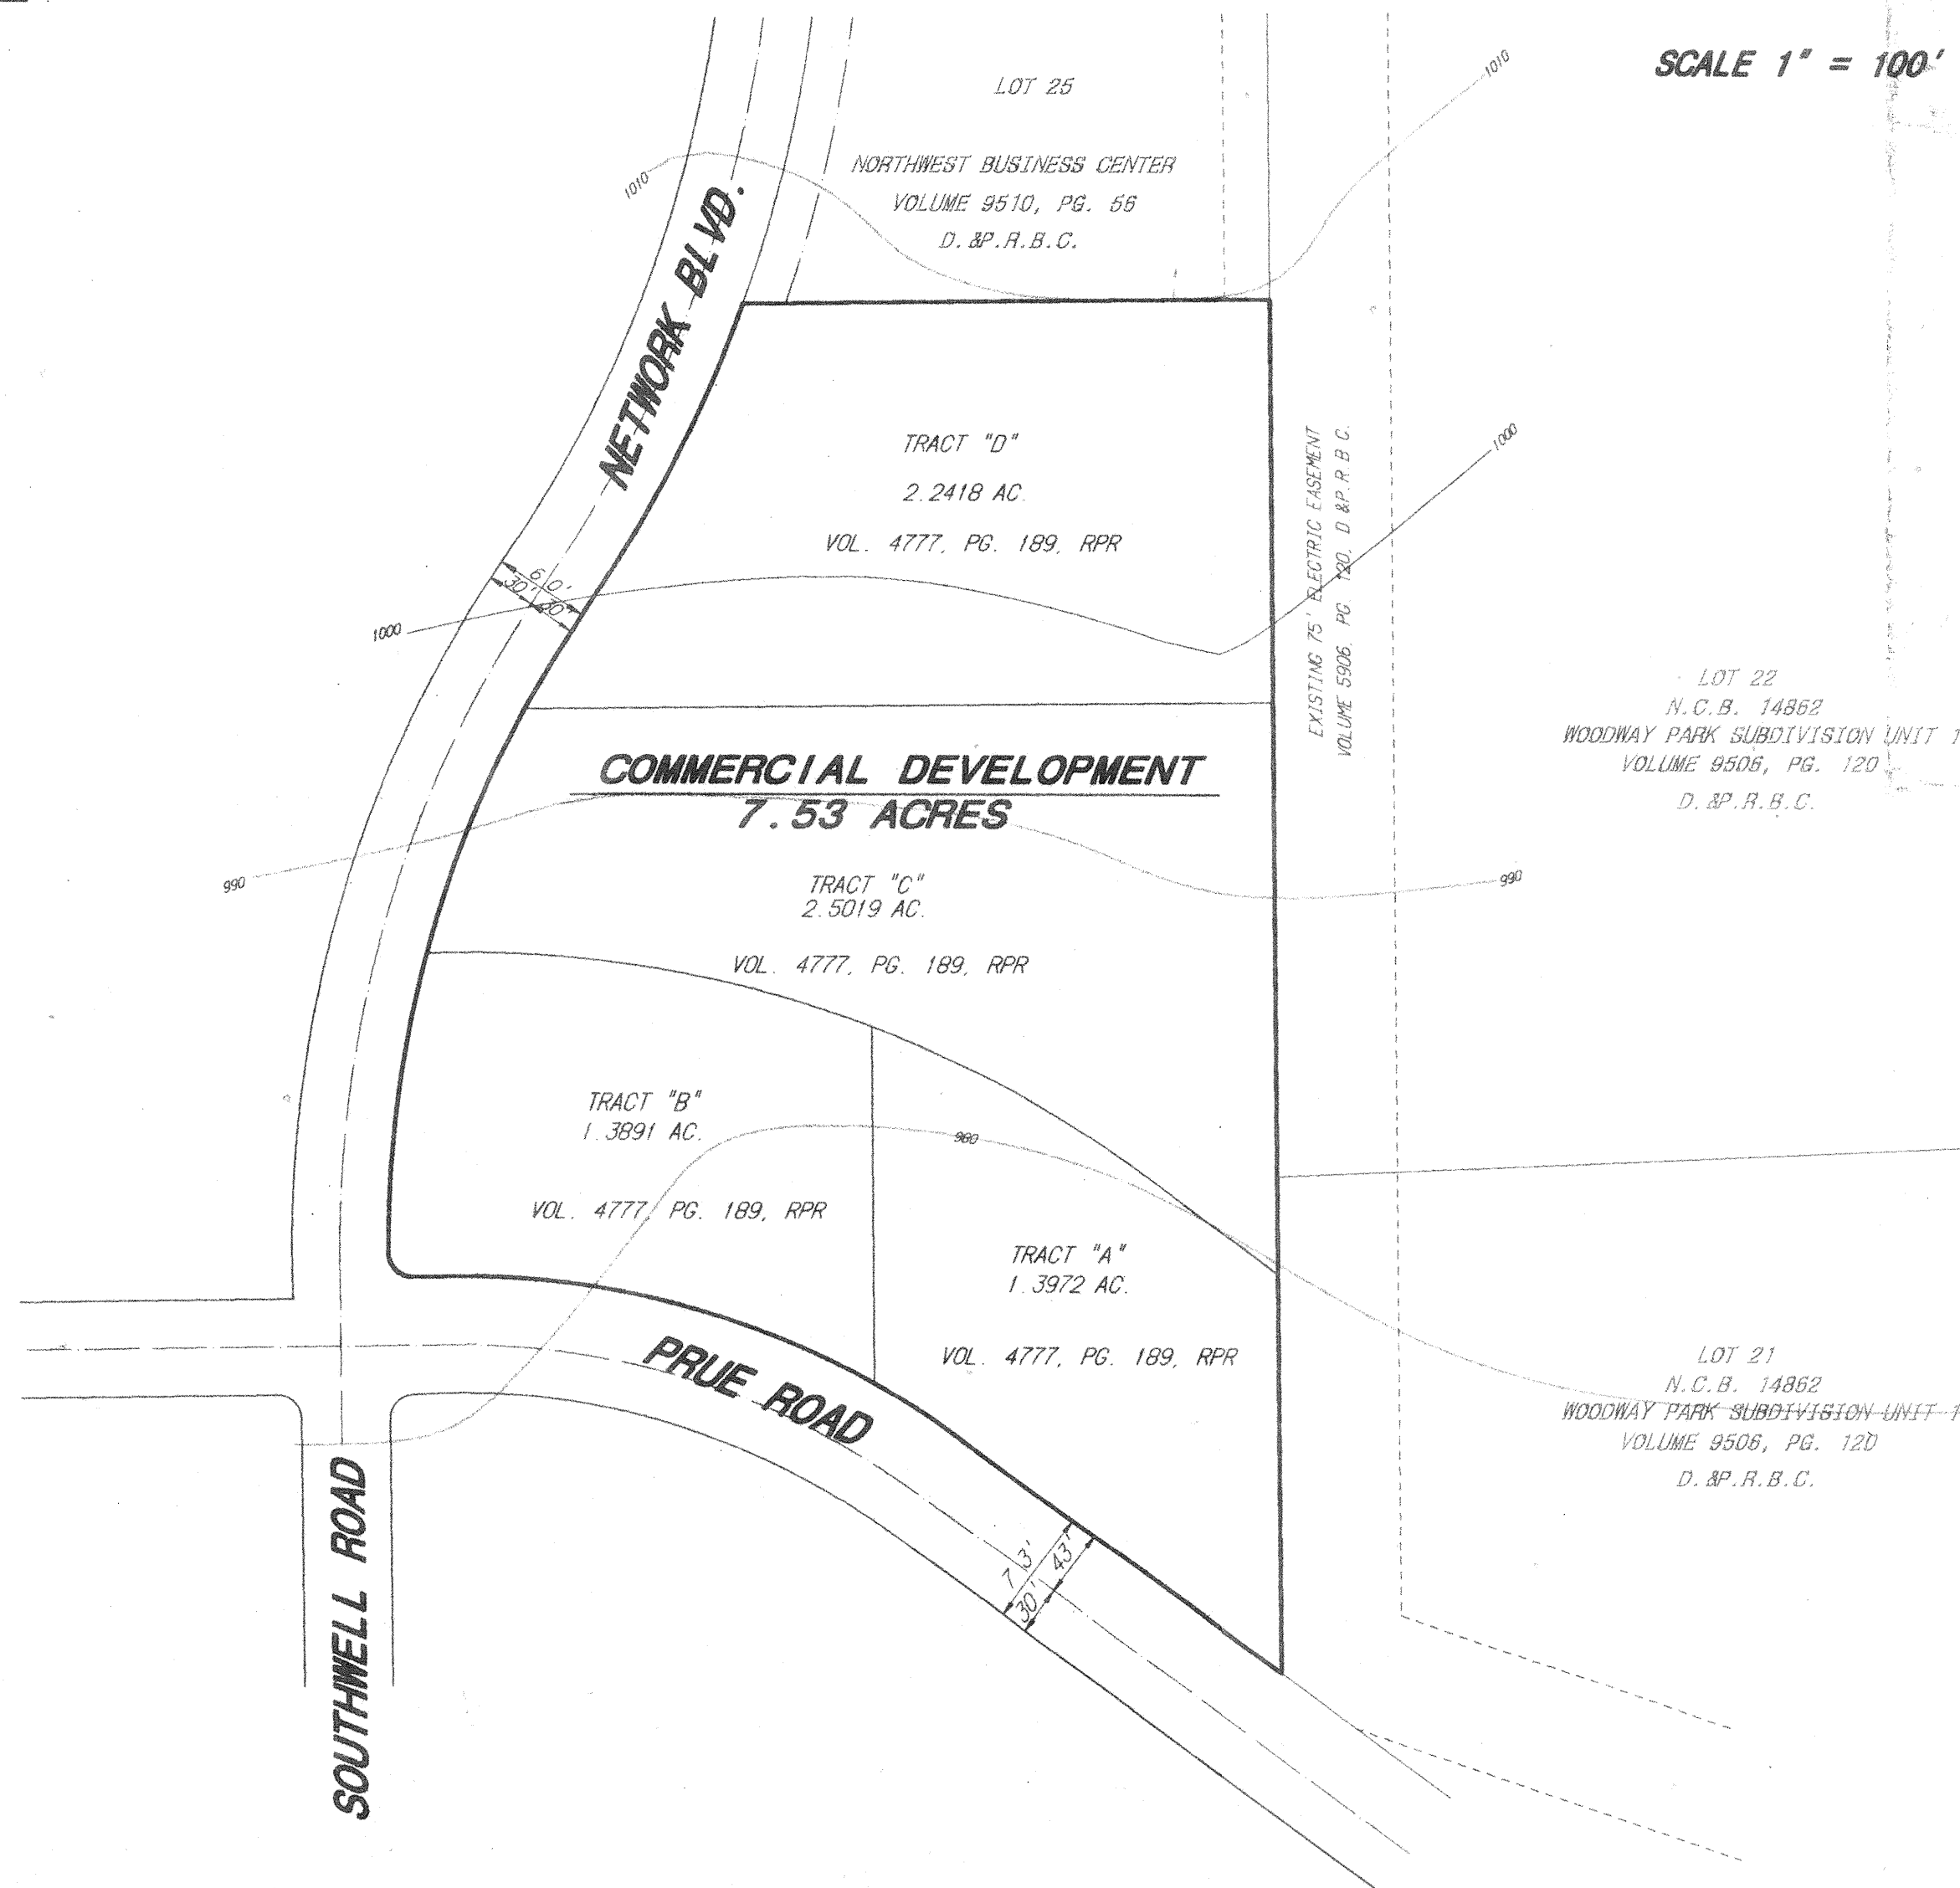 SCALE 1" = 100'
LOT 25
NORTHWEST BUSINESS CENTER
VOLUME 9510, PG. 56
D.&P.R.B.C.
1010
1010
NETWORK BLVD.
TRACT "D"
2.2418 AC.
VOL. 4777, PG. 189, RPR
1000
1000
60'
30' 30'
EXISTING 75' ELECTRIC EASEMENT
VOLUME 5906, PG. 120, D.&P.R.B.C.
COMMERCIAL DEVELOPMENT
7.53 ACRES
LOT 22
N.C.B. 14862
WOODWAY PARK SUBDIVISION UNIT 1
VOLUME 9506, PG. 120
D.&P.R.B.C.
990
990
TRACT "C"
2.5019 AC.
VOL. 4777, PG. 189, RPR
TRACT "B"
1.3891 AC.
VOL. 4777, PG. 189, RPR
980
TRACT "A"
1.3972 AC.
VOL. 4777, PG. 189, RPR
PRUE ROAD
LOT 21
N.C.B. 14862
WOODWAY PARK SUBDIVISION UNIT 1
VOLUME 9506, PG. 120
D.&P.R.B.C.
73'
30' 43'
SOUTHWELL ROAD